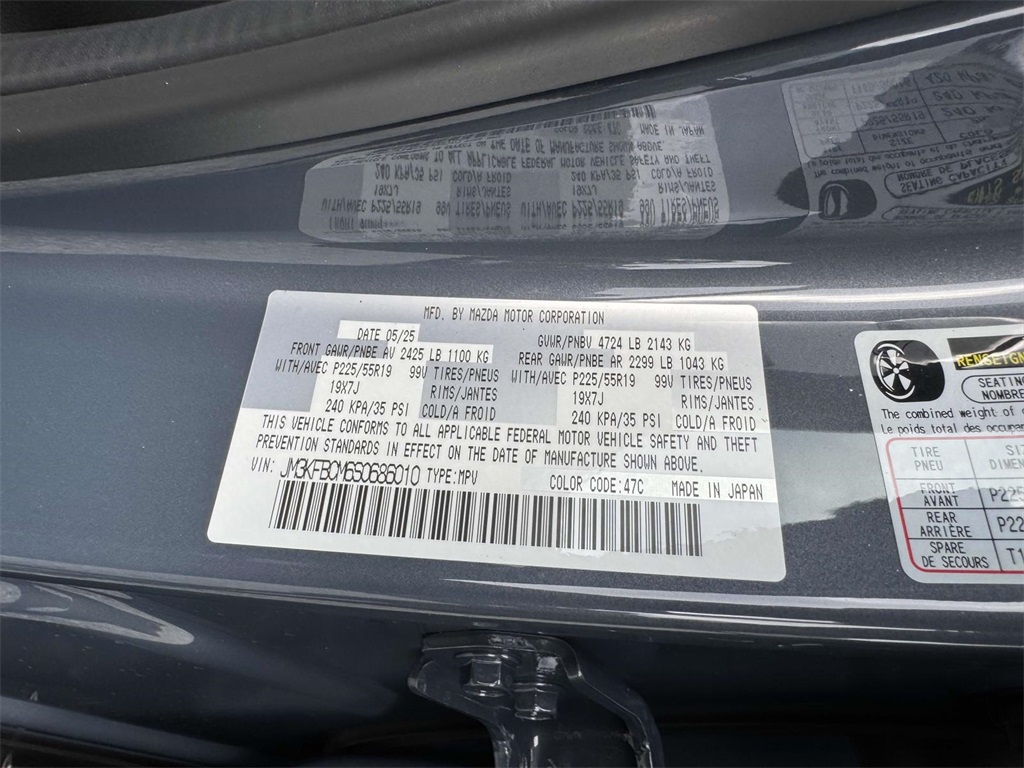 MFD. BY MAZDA MOTOR CORPORATION
DATE 05/25
GVWR/PNBV 4724 LB 2143 KG
FRONT GAWR/PNBE AV 2425 LB 1100 KG
REAR GAWR/PNBE AR 2299 LB 1043 KG
WITH/AVEC P225/55R19 99V TIRES/PNEUS
WITH/AVEC P225/55R19 99V TIRES/PNEUS
19X7J RIMS/JANTES
19X7J RIMS/JANTES
240 KPA/35 PSI COLD/A FROID
240 KPA/35 PSI COLD/A FROID
THIS VEHICLE CONFORMS TO ALL APPLICABLE FEDERAL MOTOR VEHICLE SAFETY AND THEFT
PREVENTION STANDARDS IN EFFECT ON THE DATE OF MANUFACTURE SHOWN ABOVE.
VIN: JM3KFBCM6S0686010 TYPE:MPV
COLOR CODE:47C MADE IN JAPAN
RENSEIGN
SEATING
NOMBRE
The combined weight of
Le poids total des
TIRE
PNEU
FRONT
AVANT
REAR
ARRIÈRE
SPARE
DE SECOURS